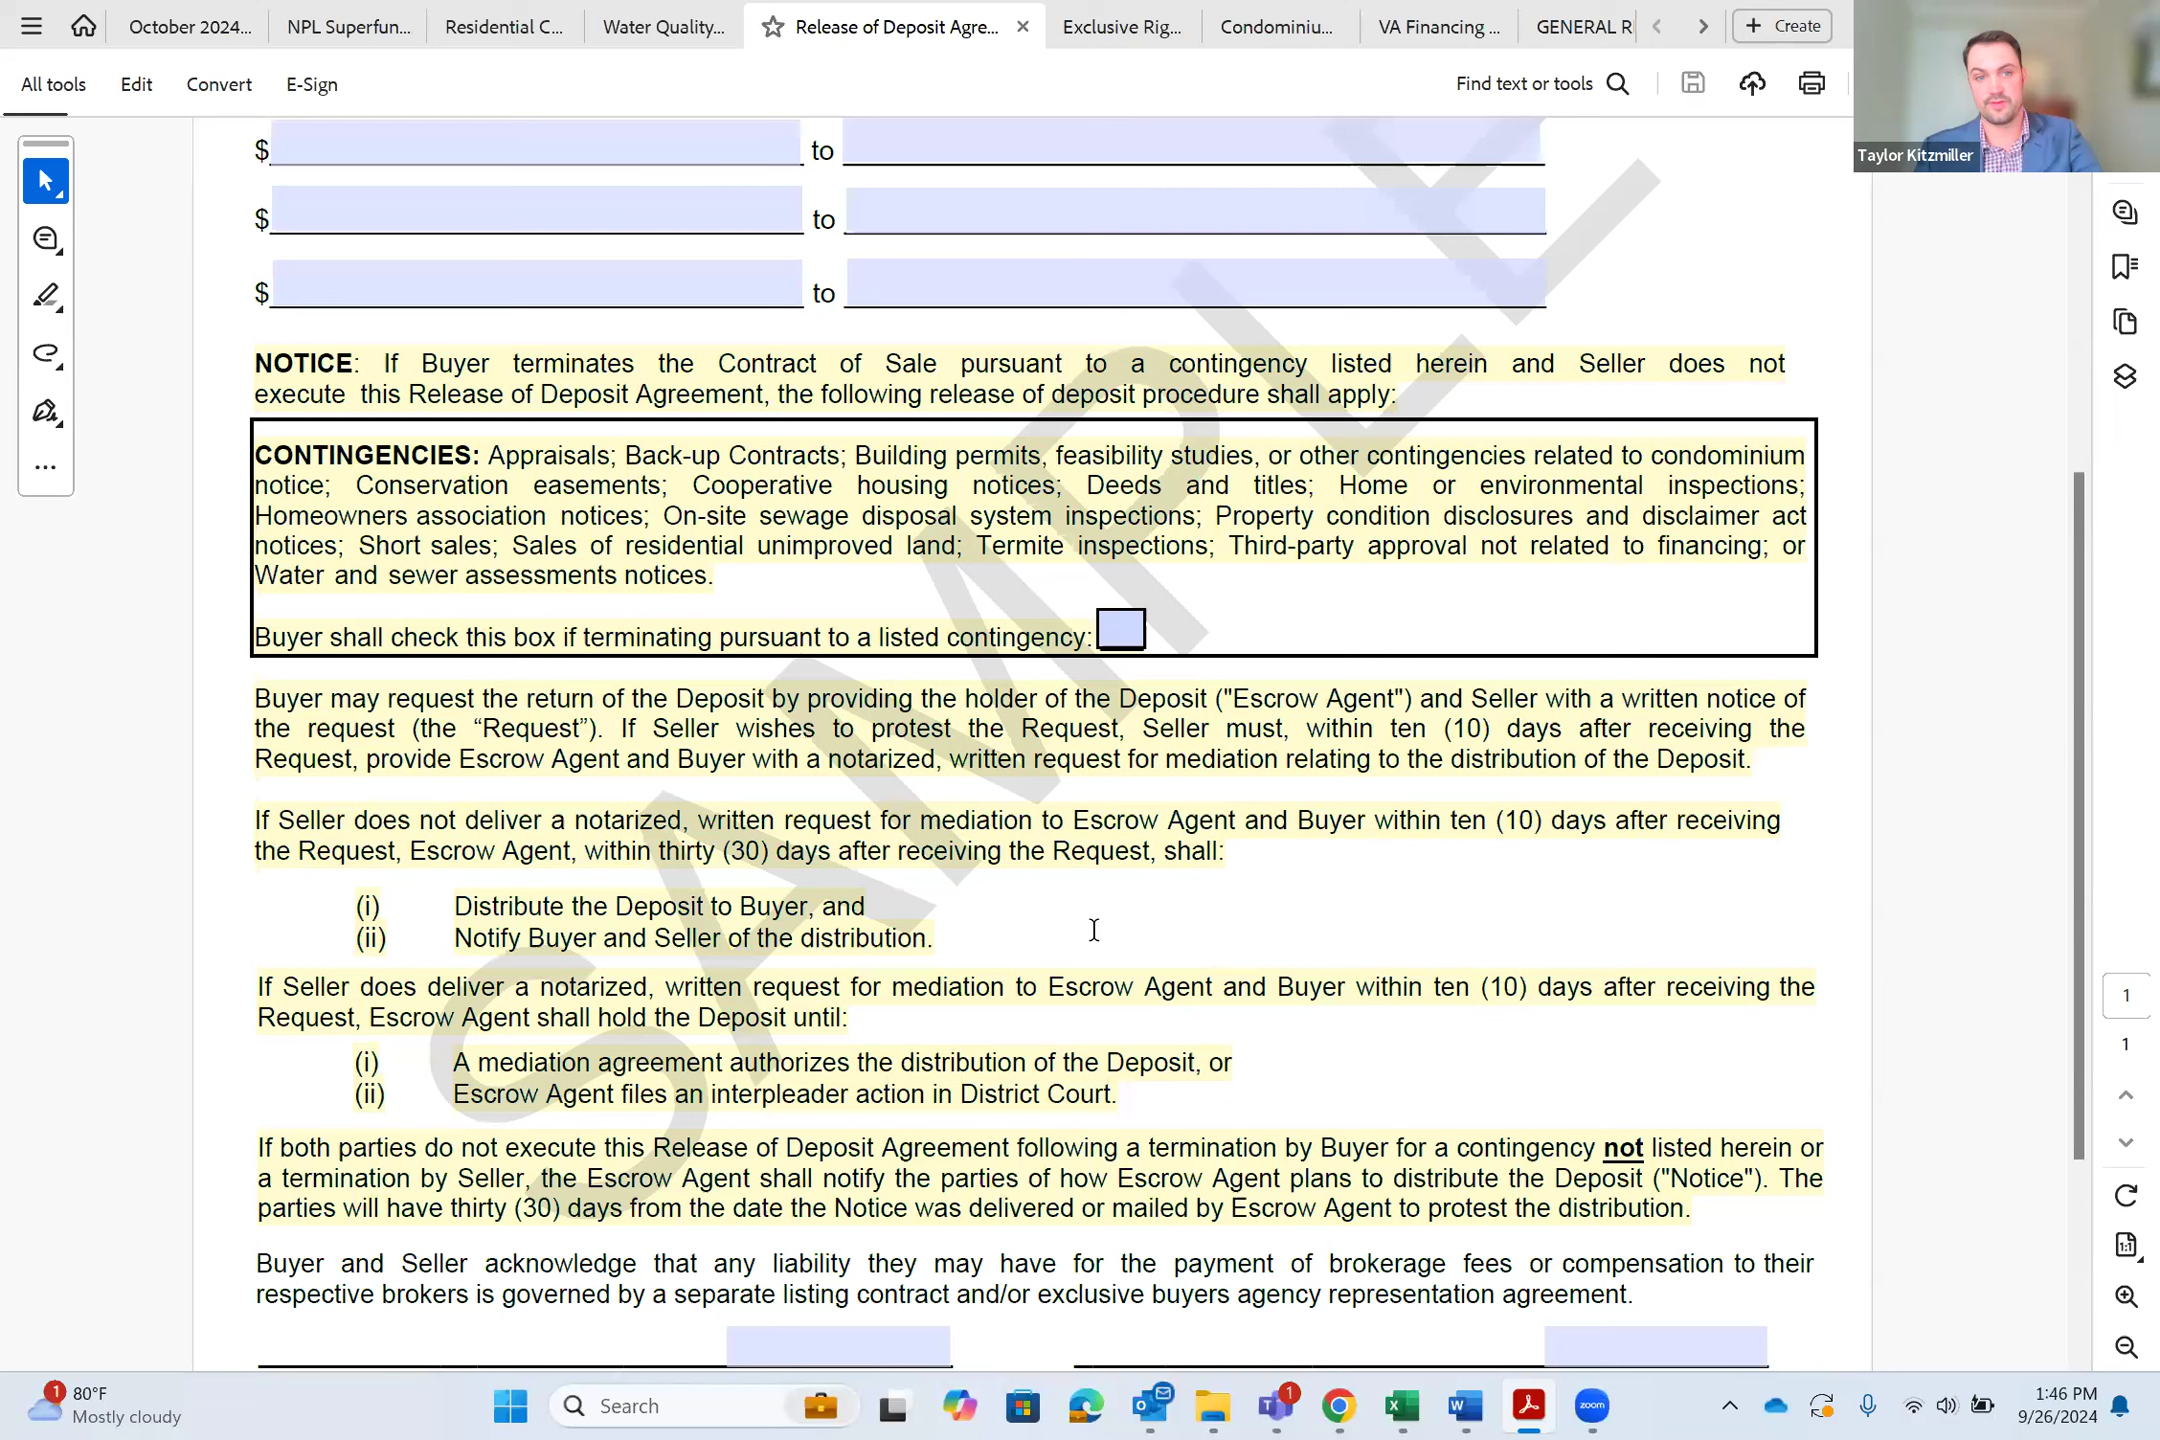 October 2024...
NPL Superfun...
Residential C...
Water Quality...
Release of Deposit Agre...
Exclusive Rig...
Condominiu...
VA Financing ...
GENERAL R
Create
All tools
Edit
Convert
E-Sign
Find text or tools
Taylor Kitzmiller
$ to
$ to
$ to
NOTICE: If Buyer terminates the Contract of Sale pursuant to a contingency listed herein and Seller does not
execute this Release of Deposit Agreement, the following release of deposit procedure shall apply:
CONTINGENCIES: Appraisals; Back-up Contracts; Building permits, feasibility studies, or other contingencies related to condominium
notice; Conservation easements; Cooperative housing notices; Deeds and titles; Home or environmental inspections;
Homeowners association notices; On-site sewage disposal system inspections; Property condition disclosures and disclaimer act
notices; Short sales; Sales of residential unimproved land; Termite inspections; Third-party approval not related to financing; or
Water and sewer assessments notices.
Buyer shall check this box if terminating pursuant to a listed contingency:
Buyer may request the return of the Deposit by providing the holder of the Deposit ("Escrow Agent") and Seller with a written notice of
the request (the “Request”). If Seller wishes to protest the Request, Seller must, within ten (10) days after receiving the
Request, provide Escrow Agent and Buyer with a notarized, written request for mediation relating to the distribution of the Deposit.
If Seller does not deliver a notarized, written request for mediation to Escrow Agent and Buyer within ten (10) days after receiving
the Request, Escrow Agent, within thirty (30) days after receiving the Request, shall:
(i) Distribute the Deposit to Buyer, and
(ii) Notify Buyer and Seller of the distribution.
If Seller does deliver a notarized, written request for mediation to Escrow Agent and Buyer within ten (10) days after receiving the
Request, Escrow Agent shall hold the Deposit until:
(i) A mediation agreement authorizes the distribution of the Deposit, or
(ii) Escrow Agent files an interpleader action in District Court.
If both parties do not execute this Release of Deposit Agreement following a termination by Buyer for a contingency not listed herein or
a termination by Seller, the Escrow Agent shall notify the parties of how Escrow Agent plans to distribute the Deposit ("Notice"). The
parties will have thirty (30) days from the date the Notice was delivered or mailed by Escrow Agent to protest the distribution.
Buyer and Seller acknowledge that any liability they may have for the payment of brokerage fees or compensation to their
respective brokers is governed by a separate listing contract and/or exclusive buyers agency representation agreement.
SAMPLE
1
1
1:1
1
80°F
Mostly cloudy
Search
1
zoom
1:46 PM
9/26/2024